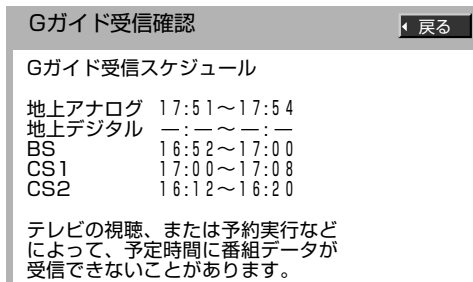 Gガイド受信確認
戻る
Gガイド受信スケジュール
地上アナログ 17:51～17:54
地上デジタル ―:―～―:―
BS 16:52～17:00
CS1 17:00～17:08
CS2 16:12～16:20
テレビの視聴、または予約実行など
によって、予定時間に番組データが
受信できないことがあります。